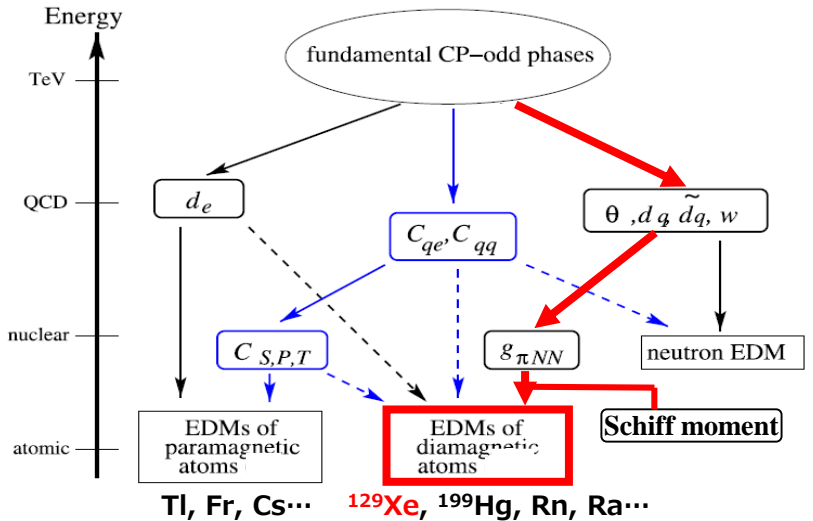 Energy
fundamental CP−odd phases
TeV
QCD
d_e
θ , d_q, d̃_q, w
C_qe, C_qq
nuclear
C_S,P,T
g_πNN
neutron EDM
EDMs of
paramagnetic
atoms
EDMs of
diamagnetic
atoms
Schiff moment
atomic
Tl, Fr, Cs⋯
¹²⁹Xe, ¹⁹⁹Hg, Rn, Ra⋯